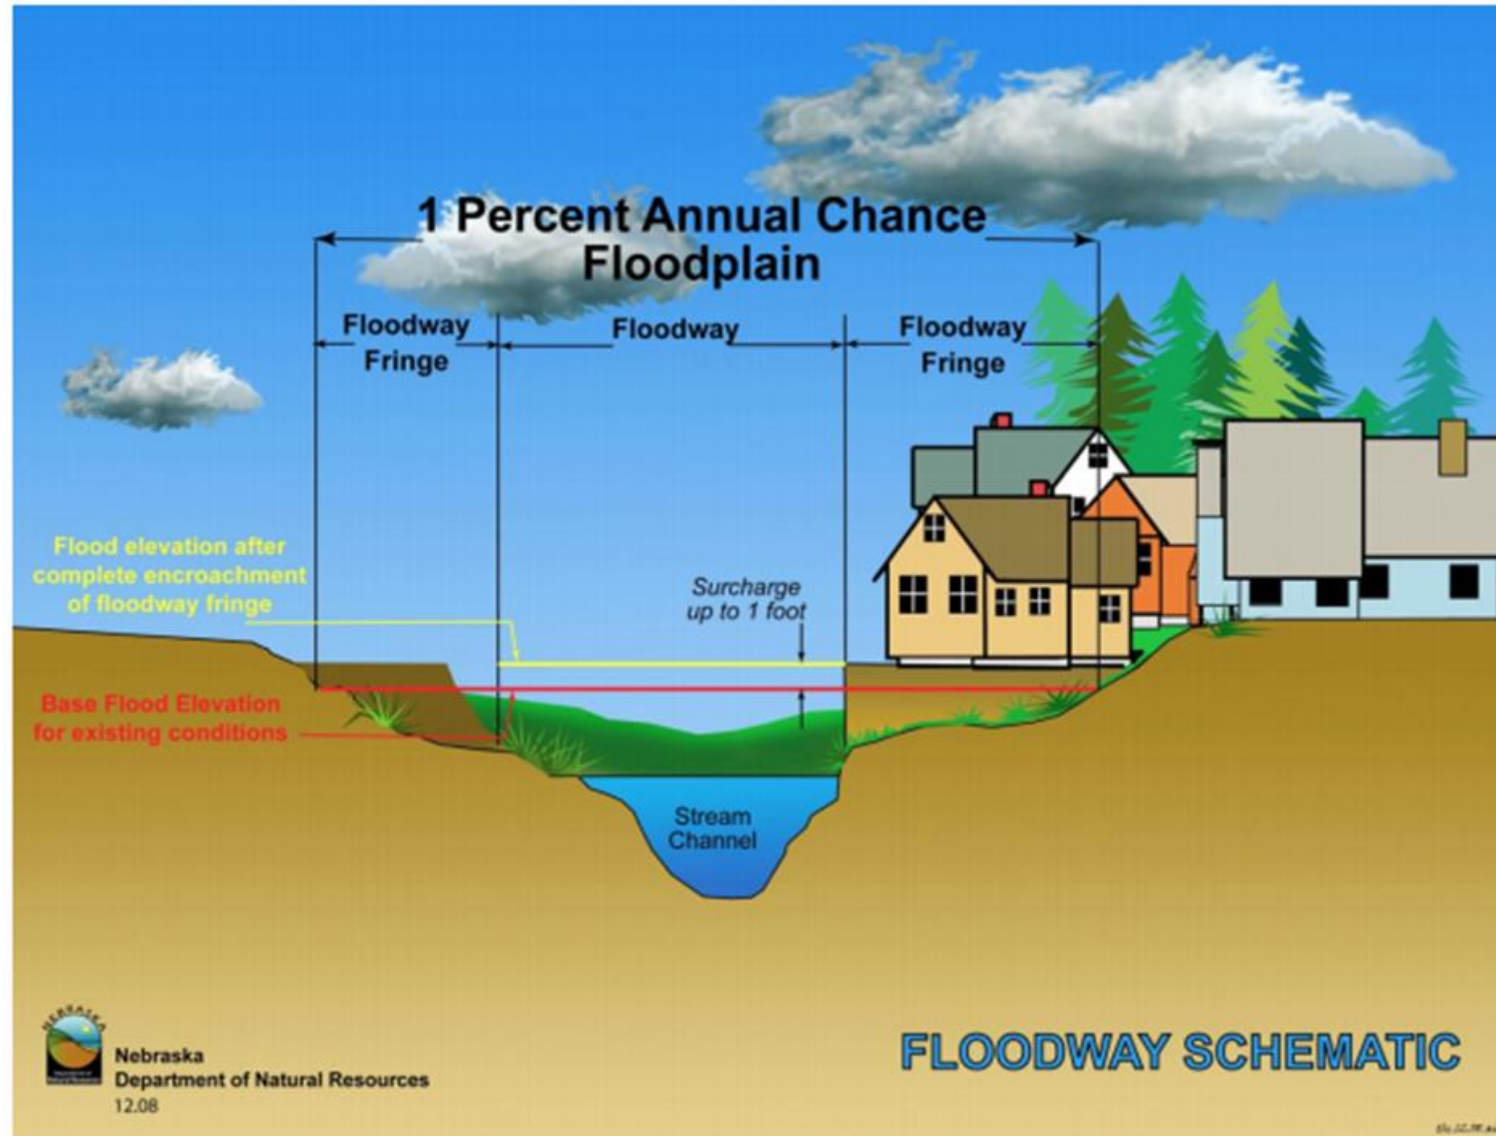 1 Percent Annual Chance
Floodplain
Floodway
Fringe
Floodway
Floodway
Fringe
Flood elevation after
complete encroachment
of floodway fringe
Surcharge
up to 1 foot
Base Flood Elevation
for existing conditions
Stream
Channel
NEBRASKA
Nebraska
Department of Natural Resources
12.08
FLOODWAY SCHEMATIC